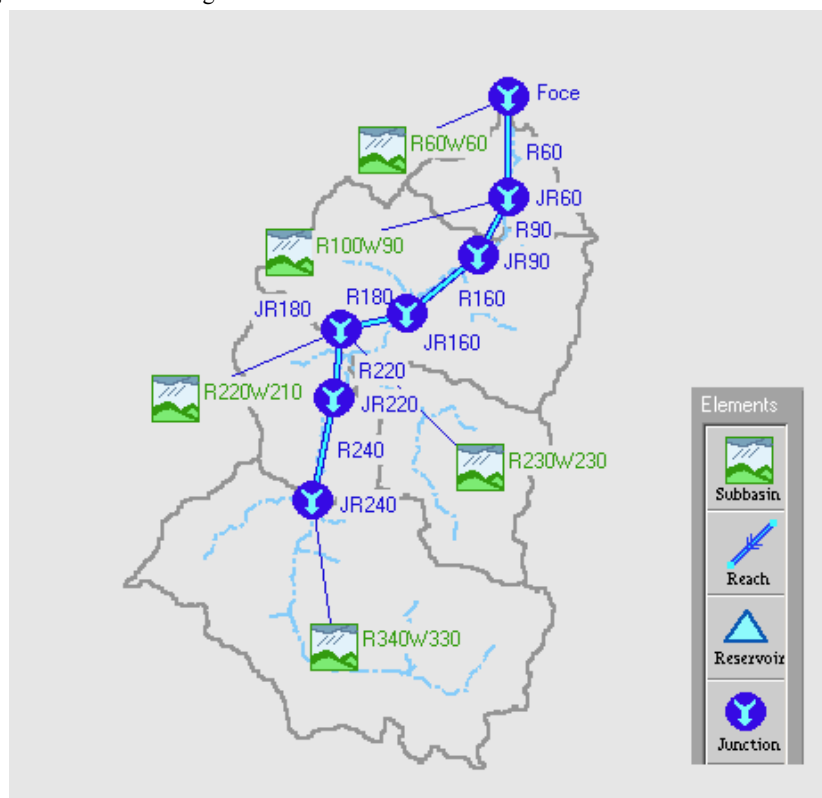 Foce
R60W60
R60
JR60
R90
R100W90
JR90
R180
R160
JR180
JR160
R220
R220W210
JR220
R240
R230W230
JR240
R340W330
Elements
Subbasin
Reach
Reservoir
Junction